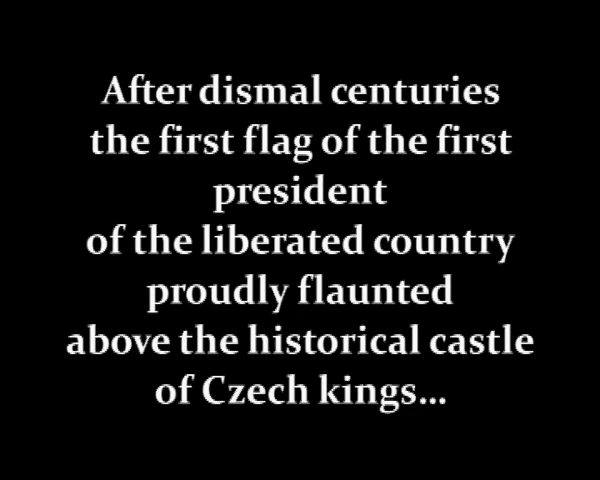 After dismal centuries
the first flag of the first
president
of the liberated country
proudly flaunted
above the historical castle
of Czech kings...